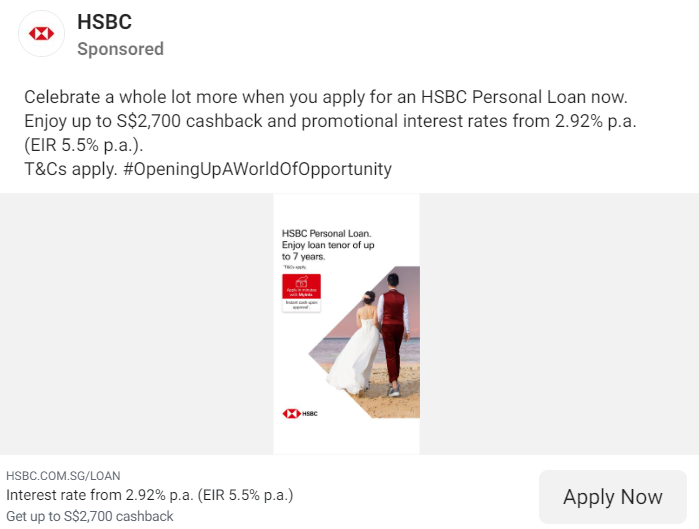 HSBC
Sponsored
Celebrate a whole lot more when you apply for an HSBC Personal Loan now.
Enjoy up to S$2,700 cashback and promotional interest rates from 2.92% p.a.
(EIR 5.5% p.a.).
T&Cs apply. #OpeningUpAWorldOfOpportunity
HSBC Personal Loan.
Enjoy loan tenor of up
to 7 years.
*T&Cs apply.
Apply in minutes
with MyInfo.
Instant cash upon
approval*
HSBC
HSBC.COM.SG/LOAN
Interest rate from 2.92% p.a. (EIR 5.5% p.a.)
Get up to S$2,700 cashback
Apply Now